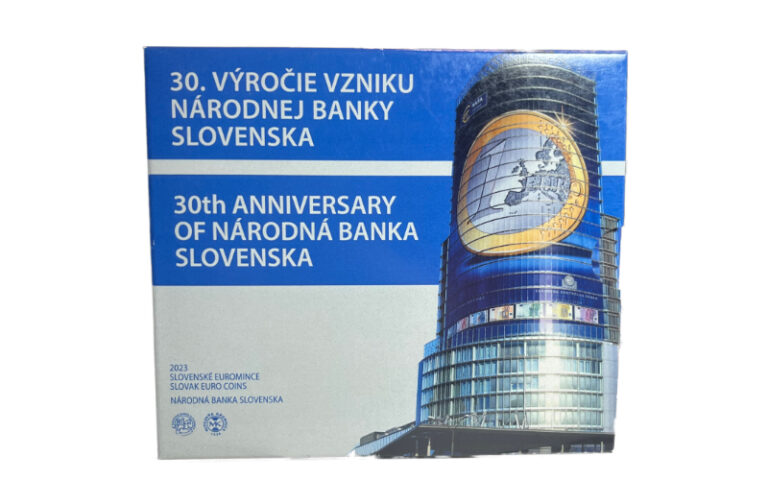 30. VÝROČIE VZNIKU
NÁRODNEJ BANKY
SLOVENSKA
30th ANNIVERSARY
OF NÁRODNÁ BANKA
SLOVENSKA
2023
SLOVENSKÉ EUROMINCE
SLOVAK EURO COINS
NÁRODNÁ BANKA SLOVENSKA
MK